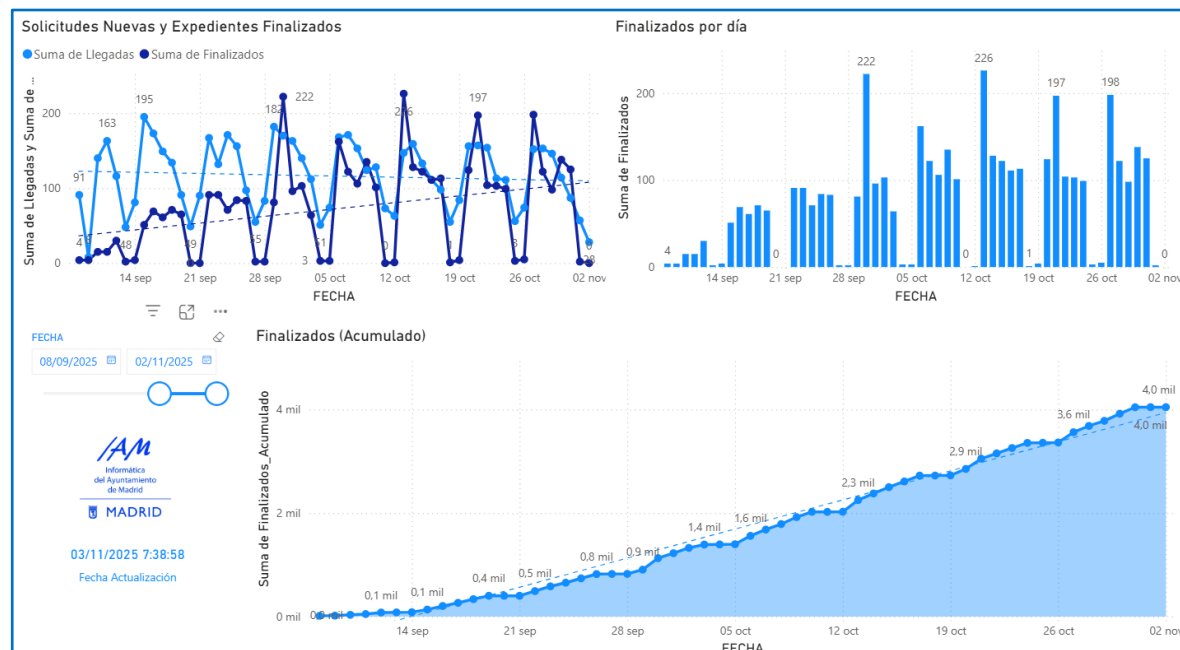 Solicitudes Nuevas y Expedientes Finalizados
Suma de Llegadas Suma de Finalizados
Suma de Llegadas y Suma de ...
200
100
0
91
4
163
48
195
49
182
55
222
51
3
0
197
1
3
0
28
14 sep 21 sep 28 sep 05 oct 12 oct 19 oct 26 oct 02 nov
FECHA
Finalizados por día
Suma de Finalizados
200
100
0
4
0
222
0
226
1
197
198
0
14 sep 21 sep 28 sep 05 oct 12 oct 19 oct 26 oct 02 nov
FECHA
FECHA
08/09/2025 02/11/2025
IAM
Informática
del Ayuntamiento
de Madrid
MADRID
03/11/2025 7:38:58
Fecha Actualización
Finalizados (Acumulado)
Suma de Finalizados_Acumulado
4 mil
2 mil
0 mil
0,1 mil
0,1 mil
0,4 mil
0,5 mil
0,8 mil
0,9 mil
1,4 mil
1,6 mil
2,3 mil
2,9 mil
3,6 mil
4,0 mil
4,0 mil
14 sep 21 sep 28 sep 05 oct 12 oct 19 oct 26 oct 02 nov
FECHA